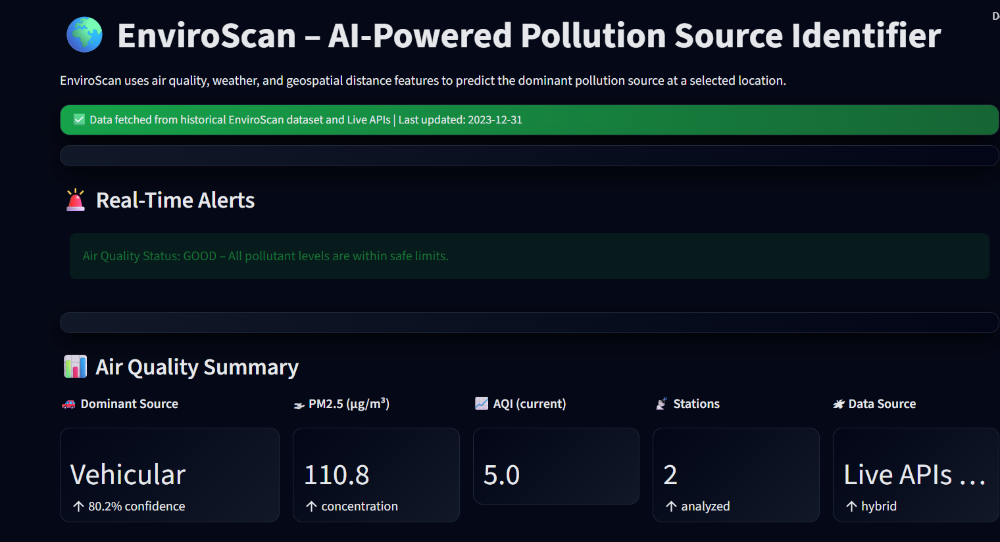 EnviroScan – AI-Powered Pollution Source Identifier
EnviroScan uses air quality, weather, and geospatial distance features to predict the dominant pollution source at a selected location.
✅ Data fetched from historical EnviroScan dataset and Live APIs | Last updated: 2023-12-31
Real-Time Alerts
Air Quality Status: GOOD – All pollutant levels are within safe limits.
Air Quality Summary
Dominant Source
PM2.5 (µg/m³)
AQI (current)
Stations
Data Source
Vehicular
↑ 80.2% confidence
110.8
↑ concentration
5.0
2
↑ analyzed
Live APIs …
↑ hybrid